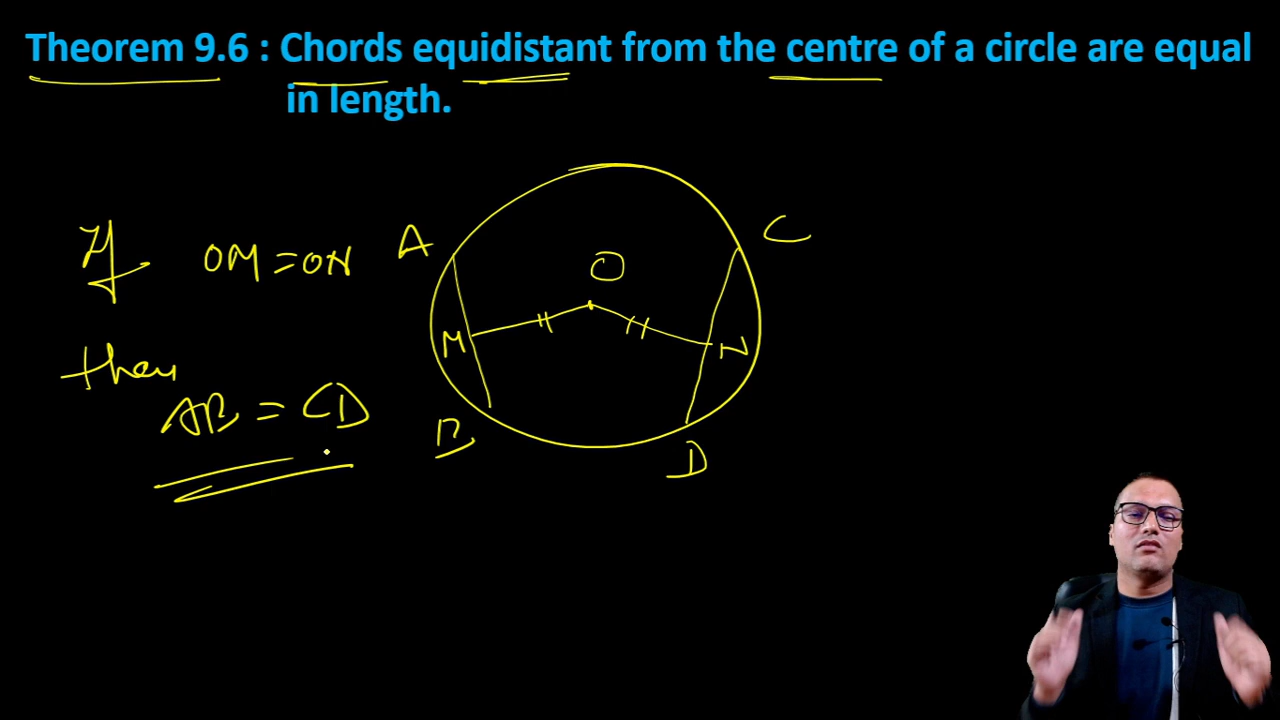 Theorem 9.6 : Chords equidistant from the centre of a circle are equal
in length.
If OM = ON
then
AB = CD
A
C
O
M
N
B
D